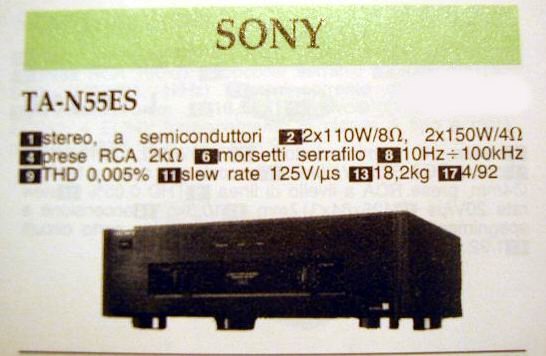 SONY
TA-N55ES
1 stereo, a semiconduttori 2 2x110W/8Ω, 2x150W/4Ω
4 prese RCA 2kΩ 6 morsetti serrafilo 8 10Hz÷100kHz
9 THD 0,005% 11 slew rate 125V/µs 13 18,2kg 17 4/92